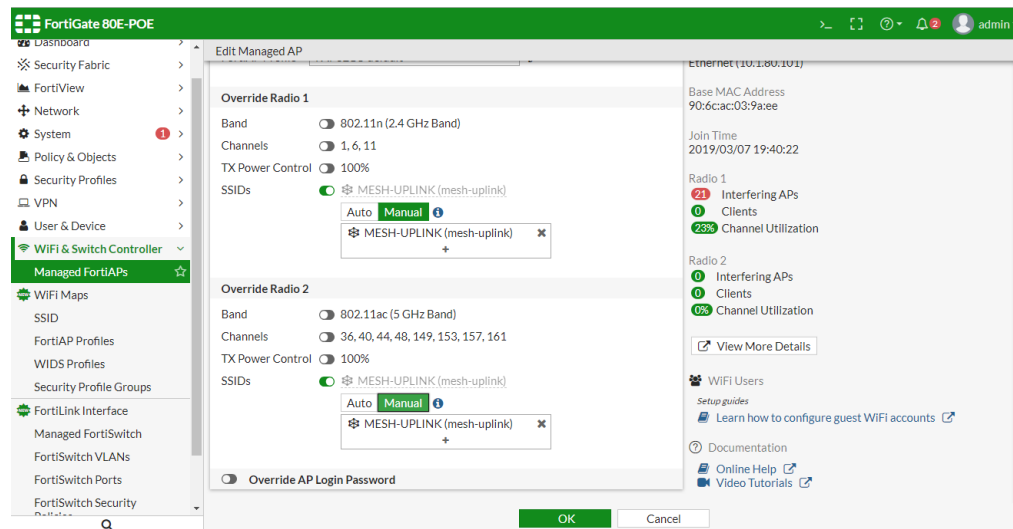 FortiGate 80E-POE
>_
2
admin
Dashboard
Security Fabric
FortiView
Network
System
1
Policy & Objects
Security Profiles
VPN
User & Device
WiFi & Switch Controller
Managed FortiAPs
WiFi Maps
SSID
FortiAP Profiles
WIDS Profiles
Security Profile Groups
FortiLink Interface
Managed FortiSwitch
FortiSwitch VLANs
FortiSwitch Ports
FortiSwitch Security
Policies
Edit Managed AP
Override Radio 1
Band 802.11n (2.4 GHz Band)
Channels 1, 6, 11
TX Power Control 100%
SSIDs MESH-UPLINK (mesh-uplink)
Auto Manual
MESH-UPLINK (mesh-uplink)
+
Override Radio 2
Band 802.11ac (5 GHz Band)
Channels 36, 40, 44, 48, 149, 153, 157, 161
TX Power Control 100%
SSIDs MESH-UPLINK (mesh-uplink)
Auto Manual
MESH-UPLINK (mesh-uplink)
+
Override AP Login Password
OK Cancel
Ethernet (10.1.80.101)
Base MAC Address
90:6c:ac:03:9a:ee
Join Time
2019/03/07 19:40:22
Radio 1
21 Interfering APs
0 Clients
23% Channel Utilization
Radio 2
0 Interfering APs
0 Clients
0% Channel Utilization
View More Details
WiFi Users
Setup guides
Learn how to configure guest WiFi accounts
Documentation
Online Help
Video Tutorials